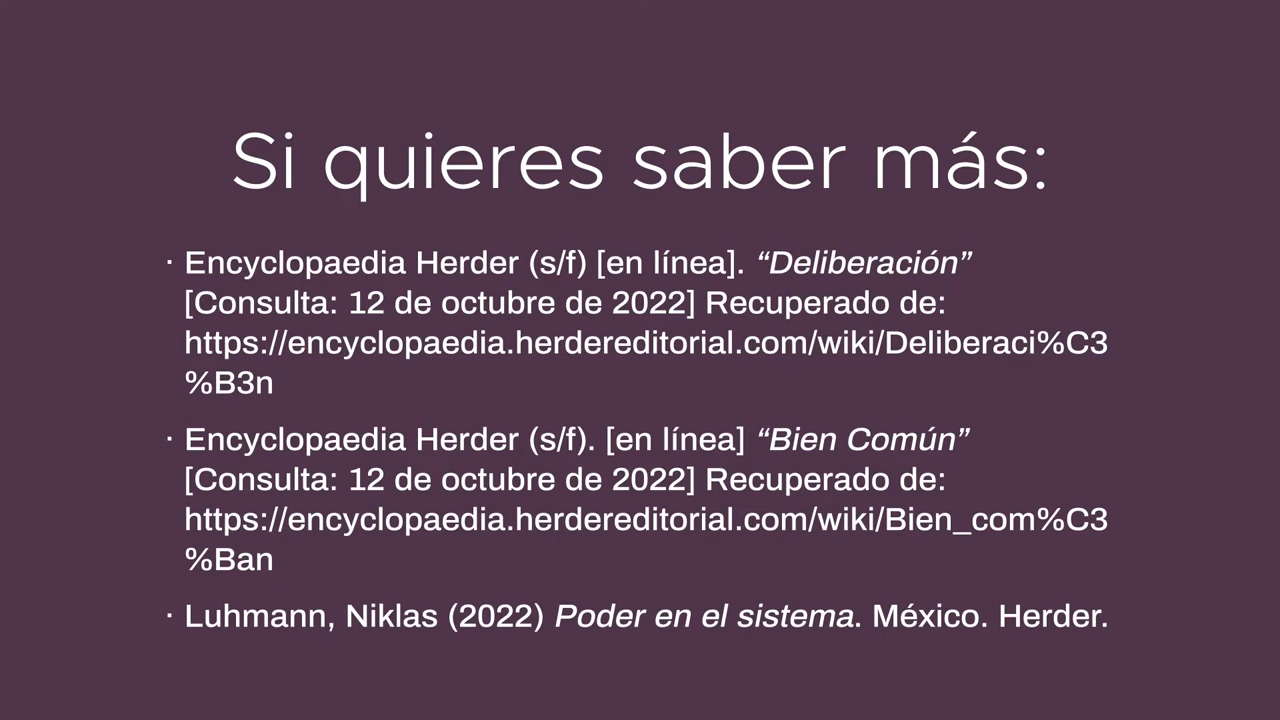 Si quieres saber más:
· Encyclopaedia Herder (s/f) [en línea]. “Deliberación”
[Consulta: 12 de octubre de 2022] Recuperado de:
https://encyclopaedia.herdereditorial.com/wiki/Deliberaci%C3
%B3n
· Encyclopaedia Herder (s/f). [en línea] “Bien Común”
[Consulta: 12 de octubre de 2022] Recuperado de:
https://encyclopaedia.herdereditorial.com/wiki/Bien_com%C3
%Ban
· Luhmann, Niklas (2022) Poder en el sistema. México. Herder.